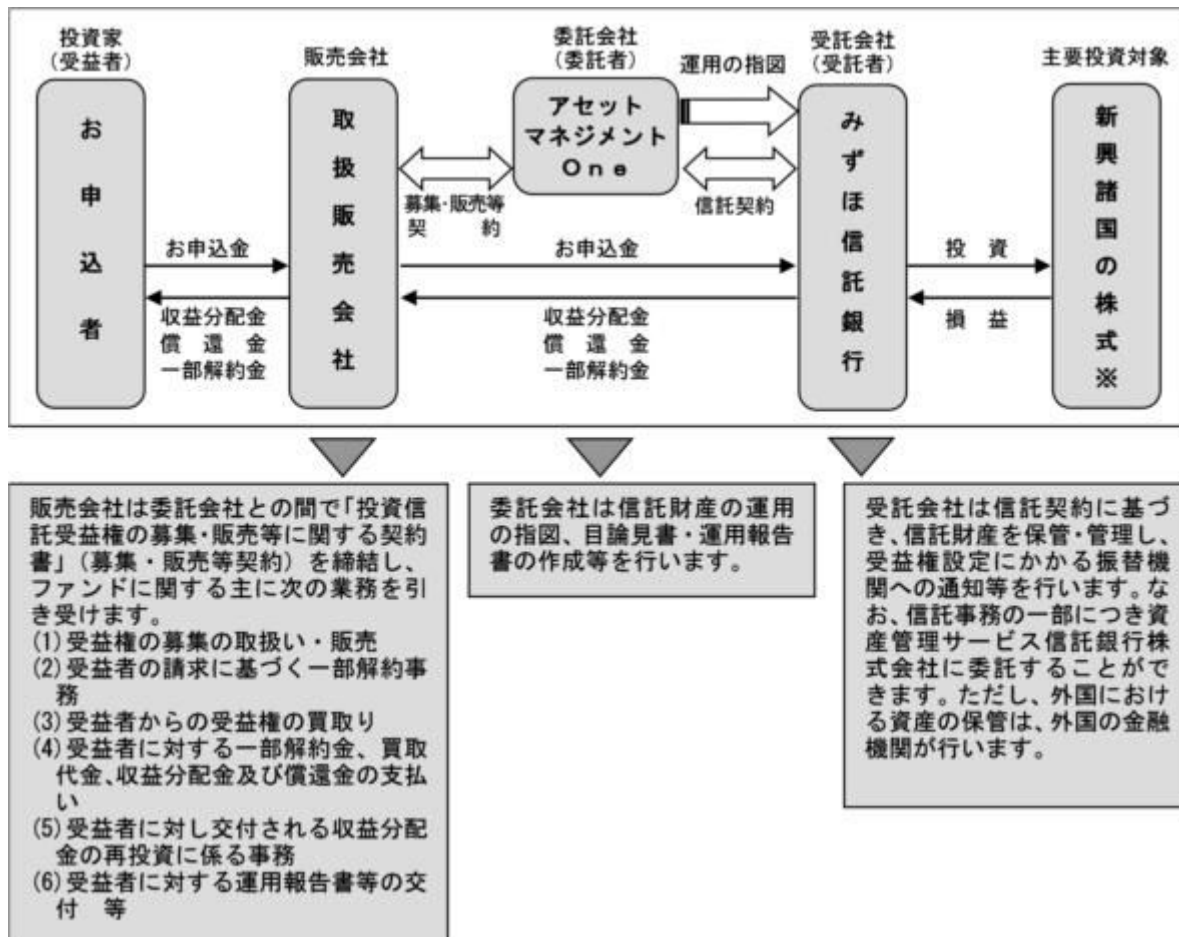 投資家
（受益者）
販売会社
委託会社
（委託者）
運用の指図
受託会社
（受託者）
主要投資対象
お申込者
取扱販売会社
アセット
マネジメント
Ｏｎｅ
みずほ信託銀行
新興諸国の株式※
募集・販売等
契　　約
信託契約
お申込金
お申込金
投　資
収益分配金
償　還　金
一部解約金
収益分配金
償　還　金
一部解約金
損　益
販売会社は委託会社との間で「投資信
託受益権の募集・販売等に関する契約
書」（募集・販売等契約）を締結し、
ファンドに関する主に次の業務を引
き受けます。
(1)受益権の募集の取扱い・販売
(2)受益者の請求に基づく一部解約事
務
(3)受益者からの受益権の買取り
(4)受益者に対する一部解約金、買取
代金、収益分配金及び償還金の支払
い
(5)受益者に対し交付される収益分配
金の再投資に係る事務
(6)受益者に対する運用報告書等の交
付　等
委託会社は信託財産の運用
の指図、目論見書・運用報告
書の作成等を行います。
受託会社は信託契約に基づ
き、信託財産を保管・管理し、
受益権設定にかかる振替機
関への通知等を行います。な
お、信託事務の一部につき資
産管理サービス信託銀行株
式会社に委託することがで
きます。ただし、外国におけ
る資産の保管は、外国の金融
機関が行います。